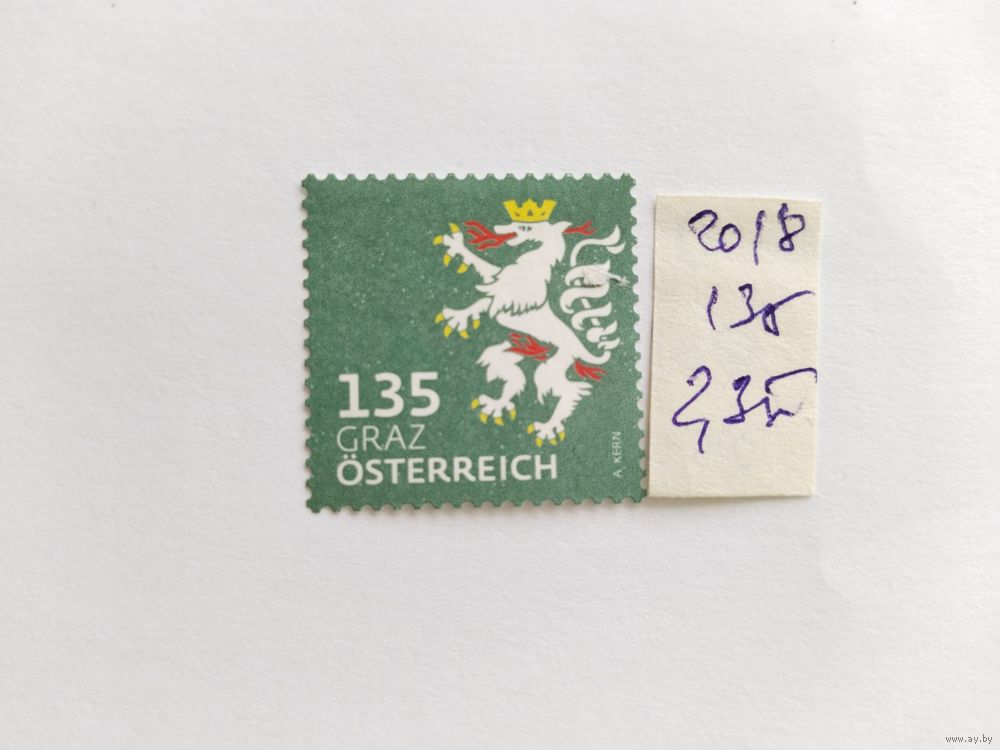 135
GRAZ
ÖSTERREICH
A KERN
2018
135
2,35
www.ay.by